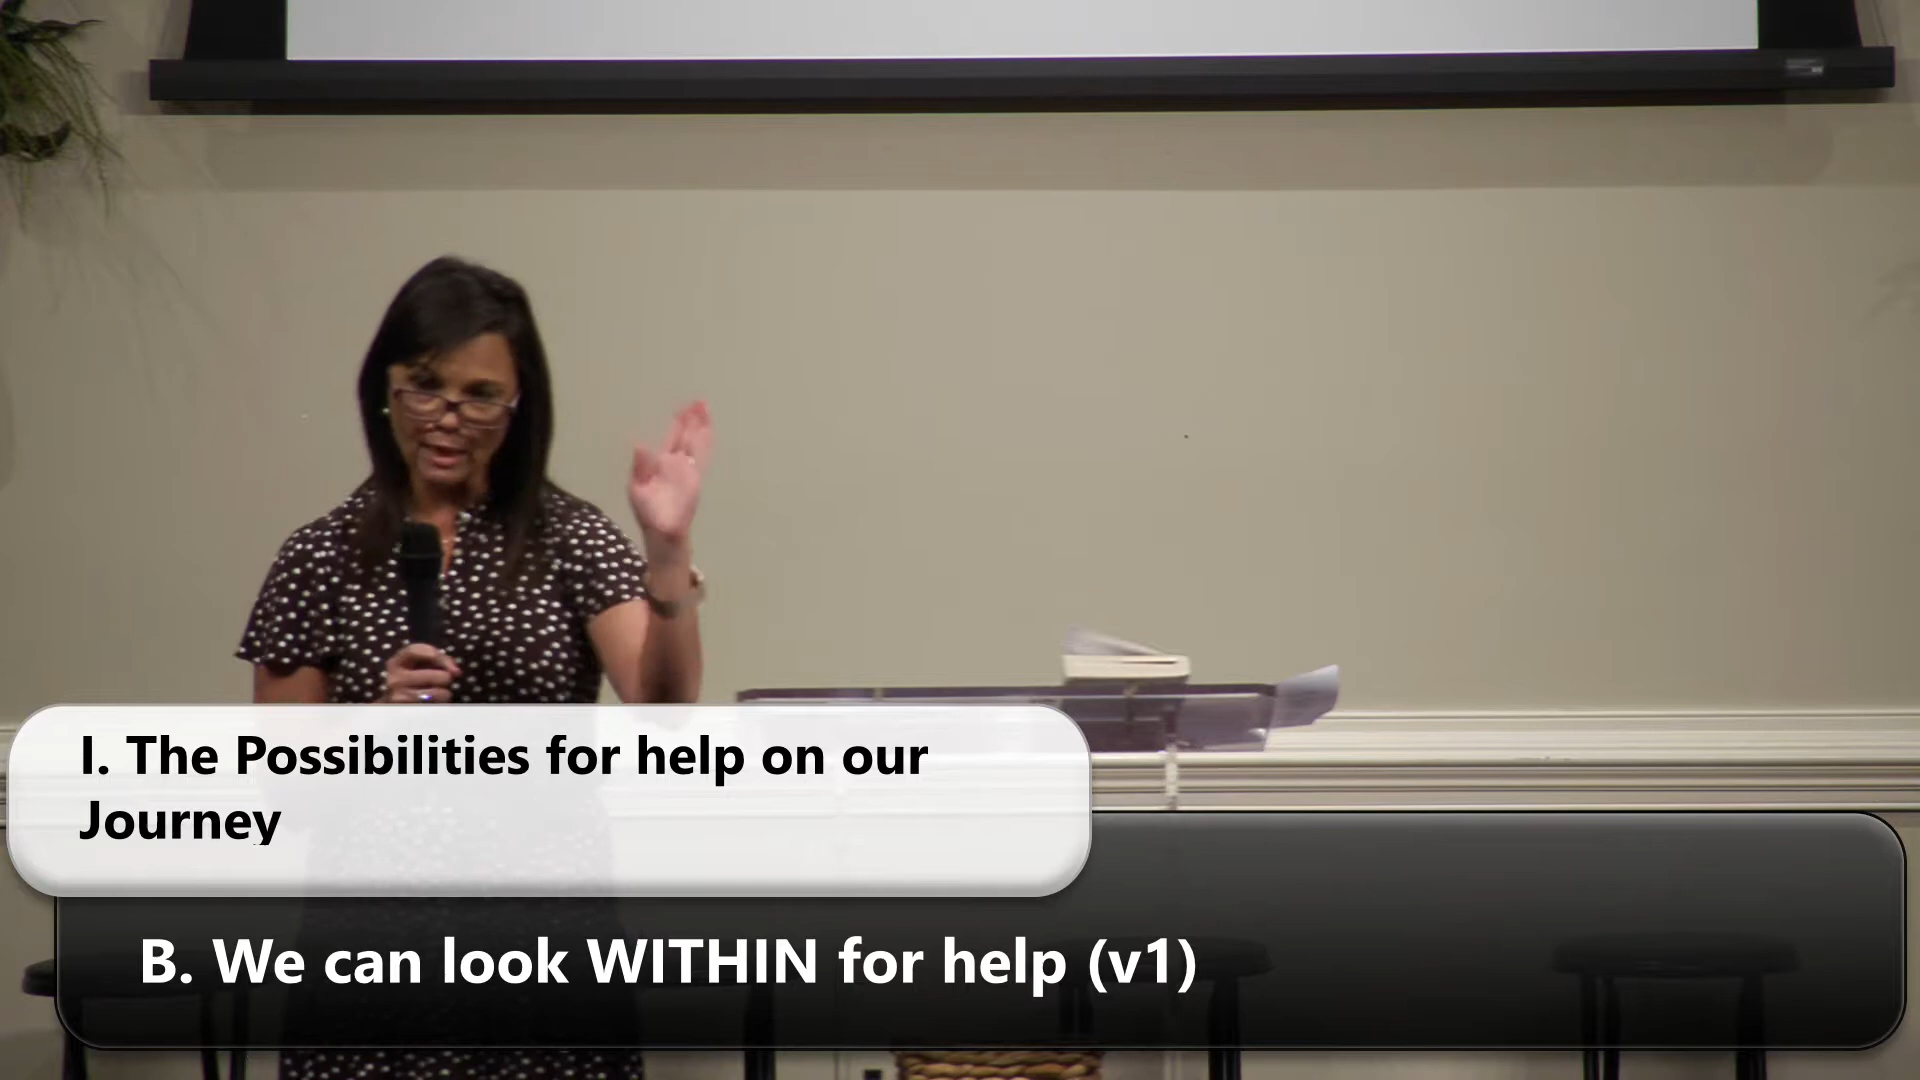 I. The Possibilities for help on our
Journey
B. We can look WITHIN for help (v1)